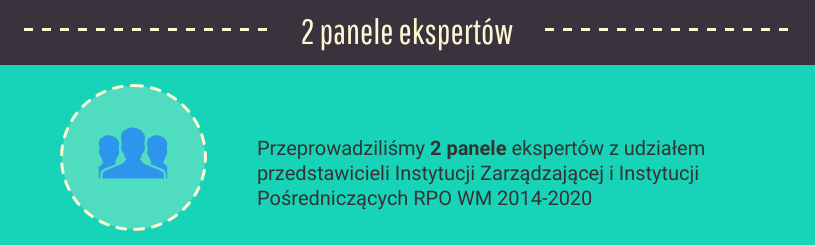 2 panele ekspertów
Przeprowadziliśmy 2 panele ekspertów z udziałem
przedstawicieli Instytucji Zarządzającej i Instytucji
Pośredniczących RPO WM 2014-2020